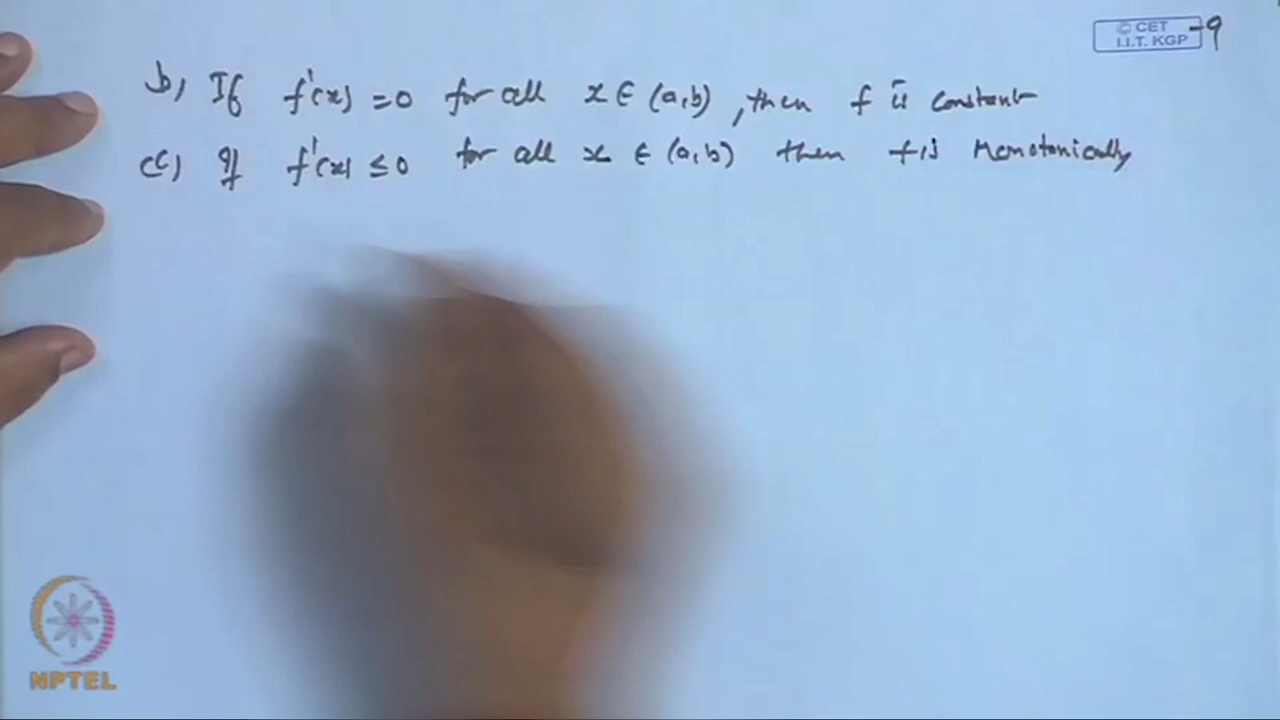 © CET
I.I.T. KGP -9
b) If f'(x) = 0 for all x ∈ (a,b), then f is constant
(c) If f'(x) ≤ 0 for all x ∈ (a,b) then f is Monotonically
NPTEL